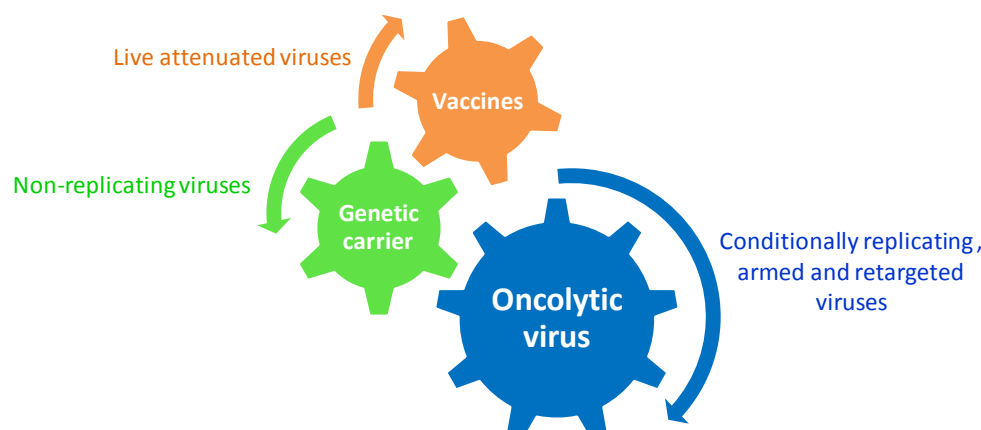 Live attenuated viruses
Vaccines
Non-replicating viruses
Genetic
carrier
Conditionally replicating,
armed and retargeted
viruses
Oncolytic
virus